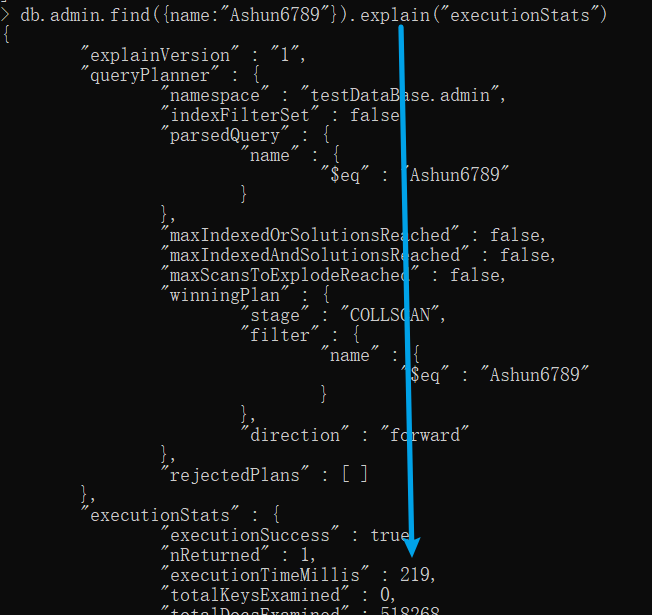 > db.admin.find({name:"Ashun6789"}).explain("executionStats")
{
"explainVersion" : "1",
"queryPlanner" : {
"namespace" : "testDataBase.admin",
"indexFilterSet" : false
"parsedQuery" : {
"name" : {
"$eq" : "Ashun6789"
}
},
"maxIndexedOrSolutionsReached" : false,
"maxIndexedAndSolutionsReached" : false,
"maxScansToExplodeReached" : false,
"winningPlan" : {
"stage" : "COLLSCAN",
"filter" : {
"name" : {
"$eq" : "Ashun6789"
}
},
"direction" : "forward"
},
"rejectedPlans" : [ ]
},
"executionStats" : {
"executionSuccess" : true
"nReturned" : 1,
"executionTimeMillis" : 219,
"totalKeysExamined" : 0,
"totalDocsExamined" : 518268